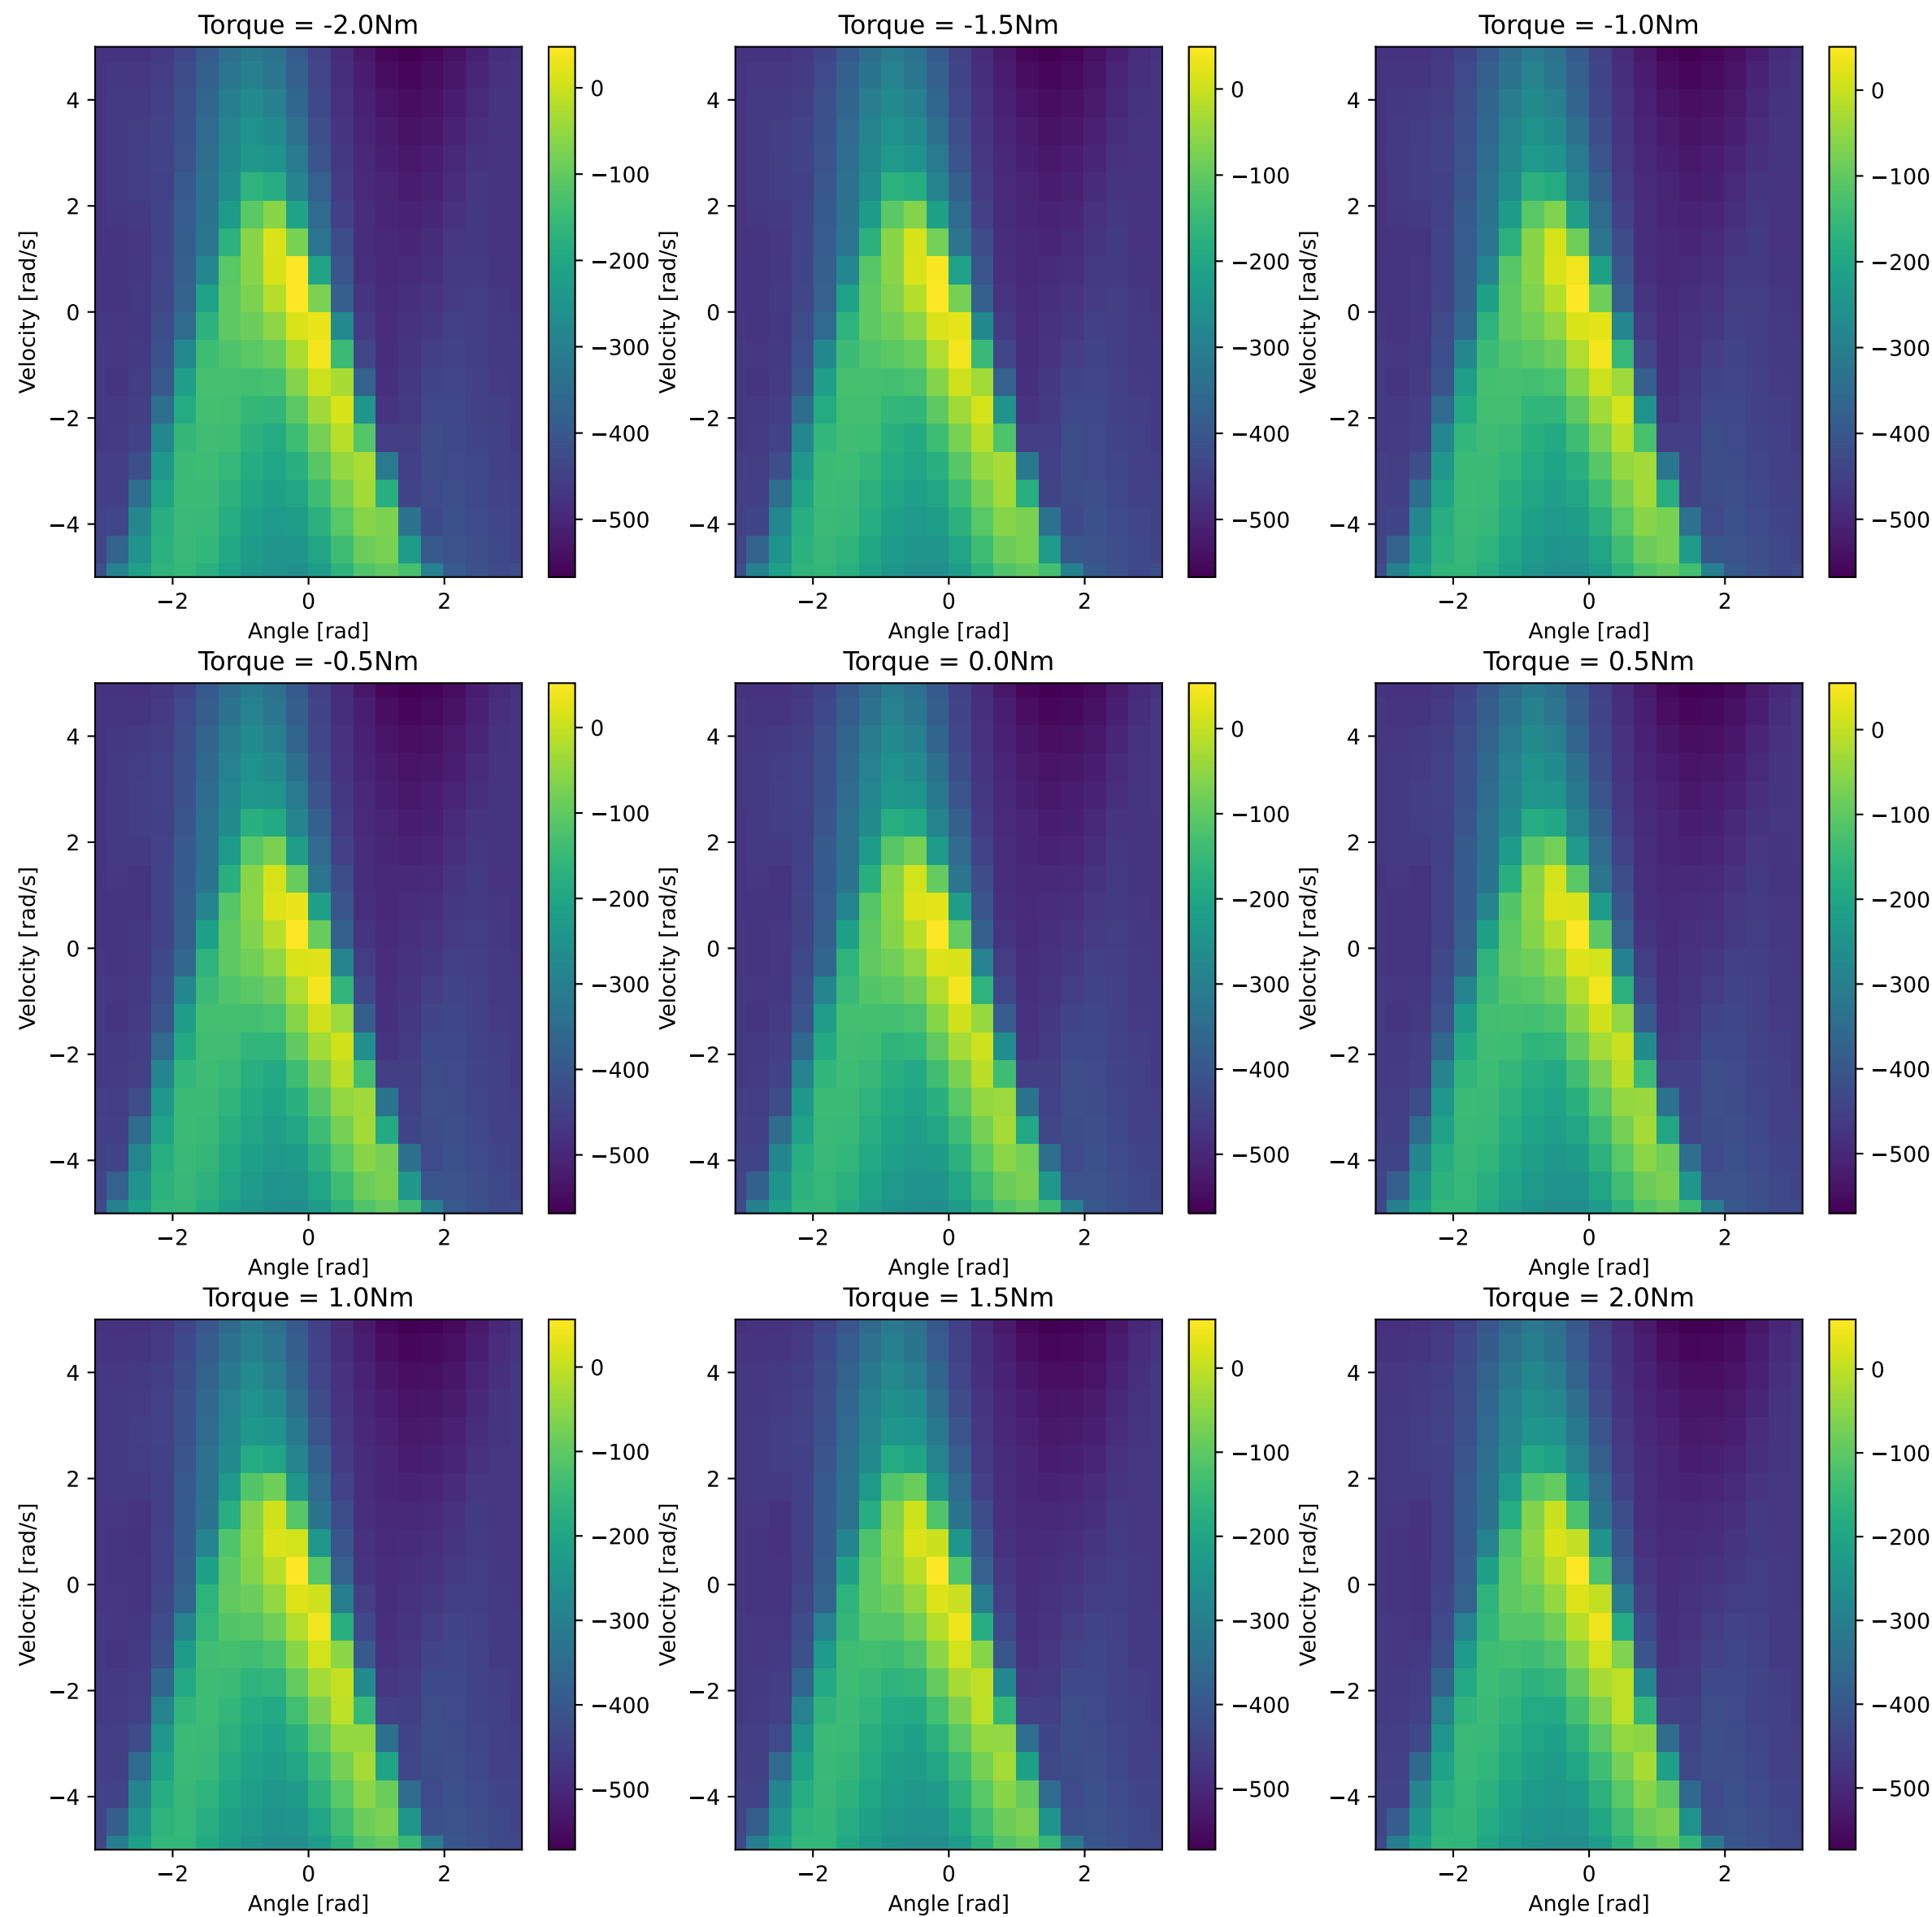 Torque = -2.0Nm
Velocity [rad/s]
4
2
0
−2
−4
−2 0 2
Angle [rad]
0
−100
−200
−300
−400
−500
Torque = -1.5Nm
Velocity [rad/s]
4
2
0
−2
−4
−2 0 2
Angle [rad]
0
−100
−200
−300
−400
−500
Torque = -1.0Nm
Velocity [rad/s]
4
2
0
−2
−4
−2 0 2
Angle [rad]
0
−100
−200
−300
−400
−500
Torque = -0.5Nm
Velocity [rad/s]
4
2
0
−2
−4
−2 0 2
Angle [rad]
0
−100
−200
−300
−400
−500
Torque = 0.0Nm
Velocity [rad/s]
4
2
0
−2
−4
−2 0 2
Angle [rad]
0
−100
−200
−300
−400
−500
Torque = 0.5Nm
Velocity [rad/s]
4
2
0
−2
−4
−2 0 2
Angle [rad]
0
−100
−200
−300
−400
−500
Torque = 1.0Nm
Velocity [rad/s]
4
2
0
−2
−4
−2 0 2
Angle [rad]
0
−100
−200
−300
−400
−500
Torque = 1.5Nm
Velocity [rad/s]
4
2
0
−2
−4
−2 0 2
Angle [rad]
0
−100
−200
−300
−400
−500
Torque = 2.0Nm
Velocity [rad/s]
4
2
0
−2
−4
−2 0 2
Angle [rad]
0
−100
−200
−300
−400
−500